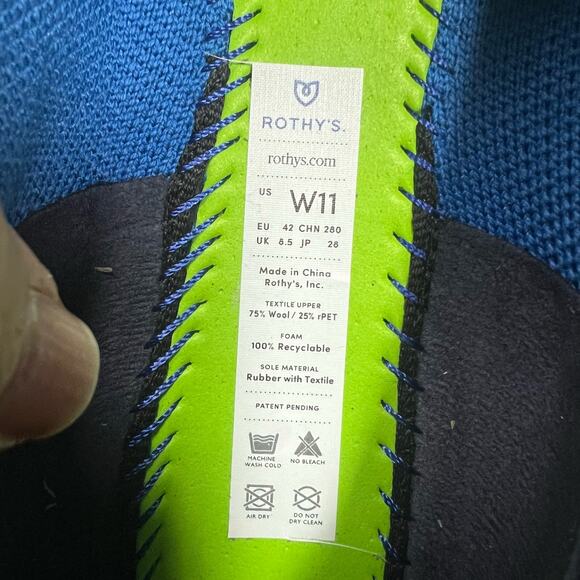 ROTHY'S.
rothys.com
US W11
EU 42 CHN 280
UK 8.5 JP 28
Made in China
Rothy's, Inc.
TEXTILE UPPER
75% Wool / 25% rPET
FOAM
100% Recyclable
SOLE MATERIAL
Rubber with Textile
PATENT PENDING
MACHINE
WASH COLD
NO BLEACH
AIR DRY
DO NOT
DRY CLEAN